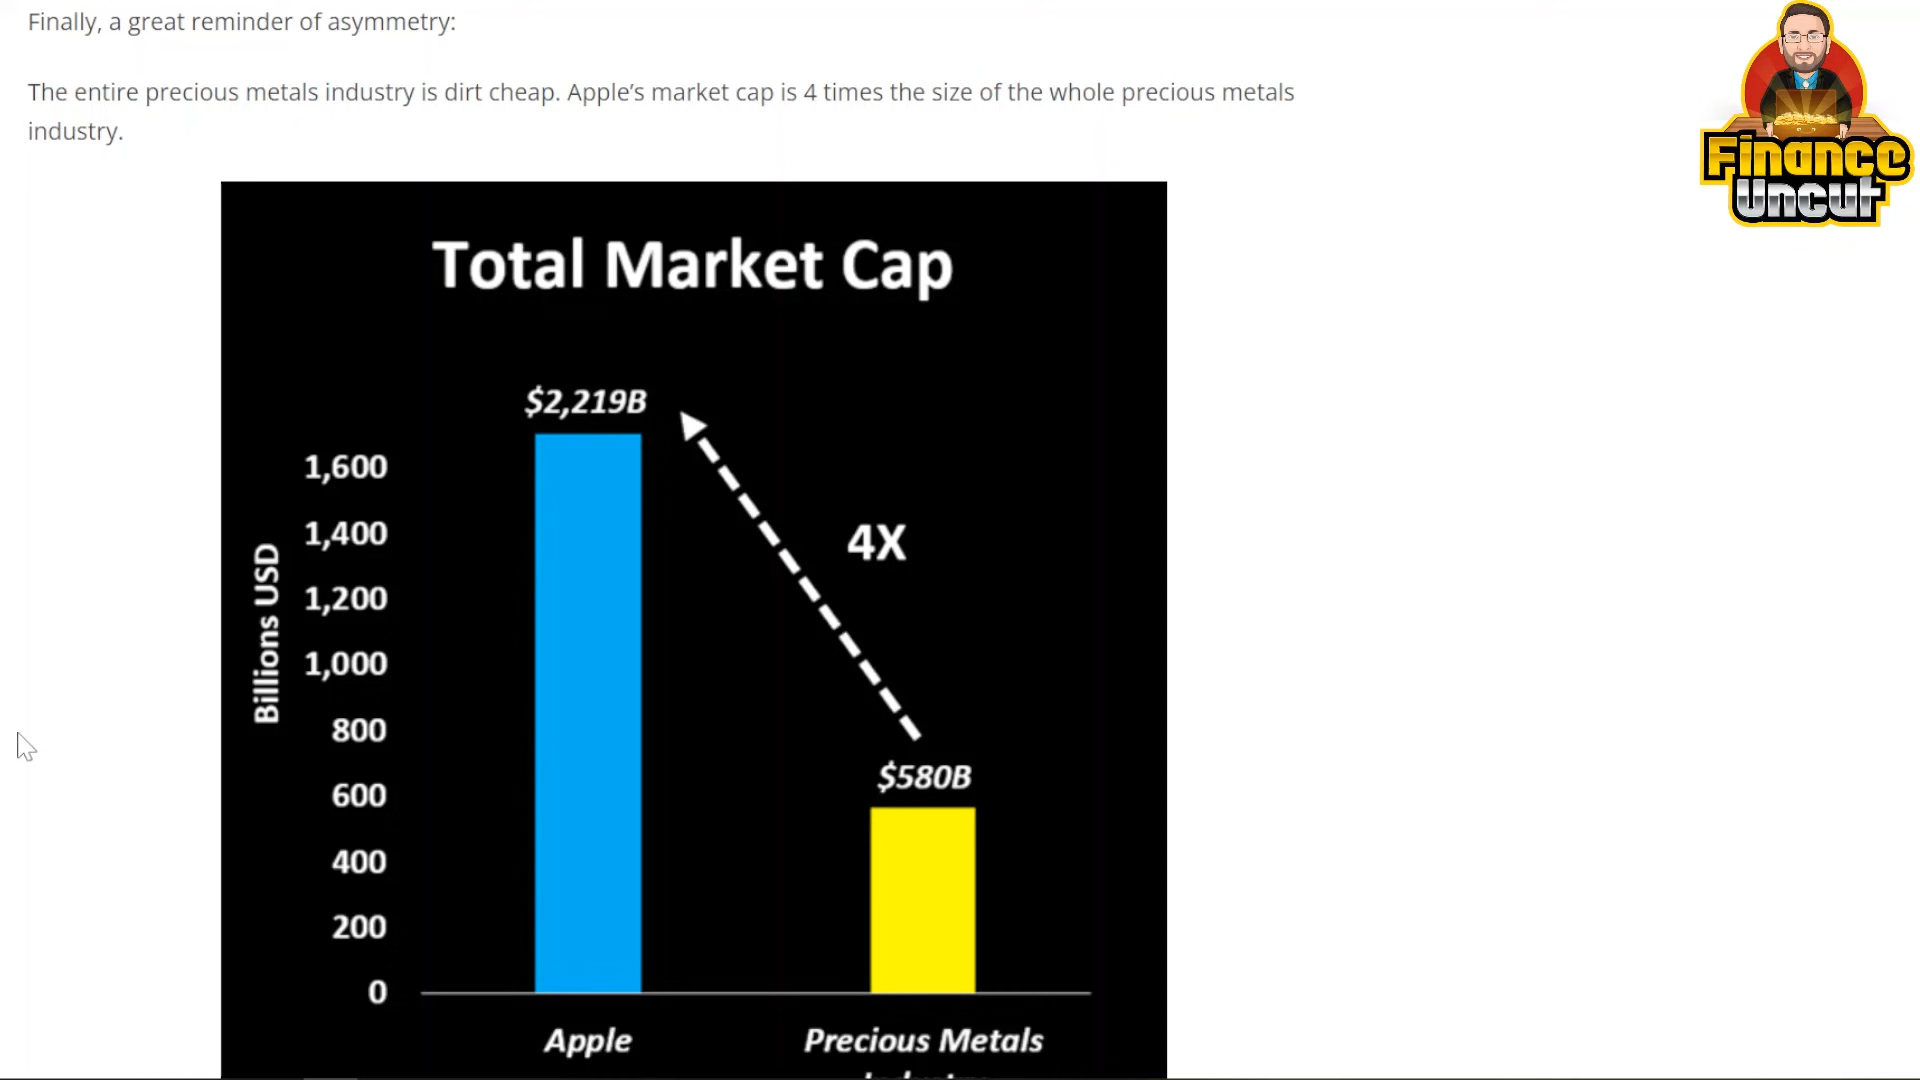 Finally, a great reminder of asymmetry:
The entire precious metals industry is dirt cheap. Apple’s market cap is 4 times the size of the whole precious metals
industry.
Finance
Uncut
Total Market Cap
$2,219B
1,600
1,400
4X
1,200
1,000
Billions USD
800
$580B
600
400
200
0
Apple
Precious Metals